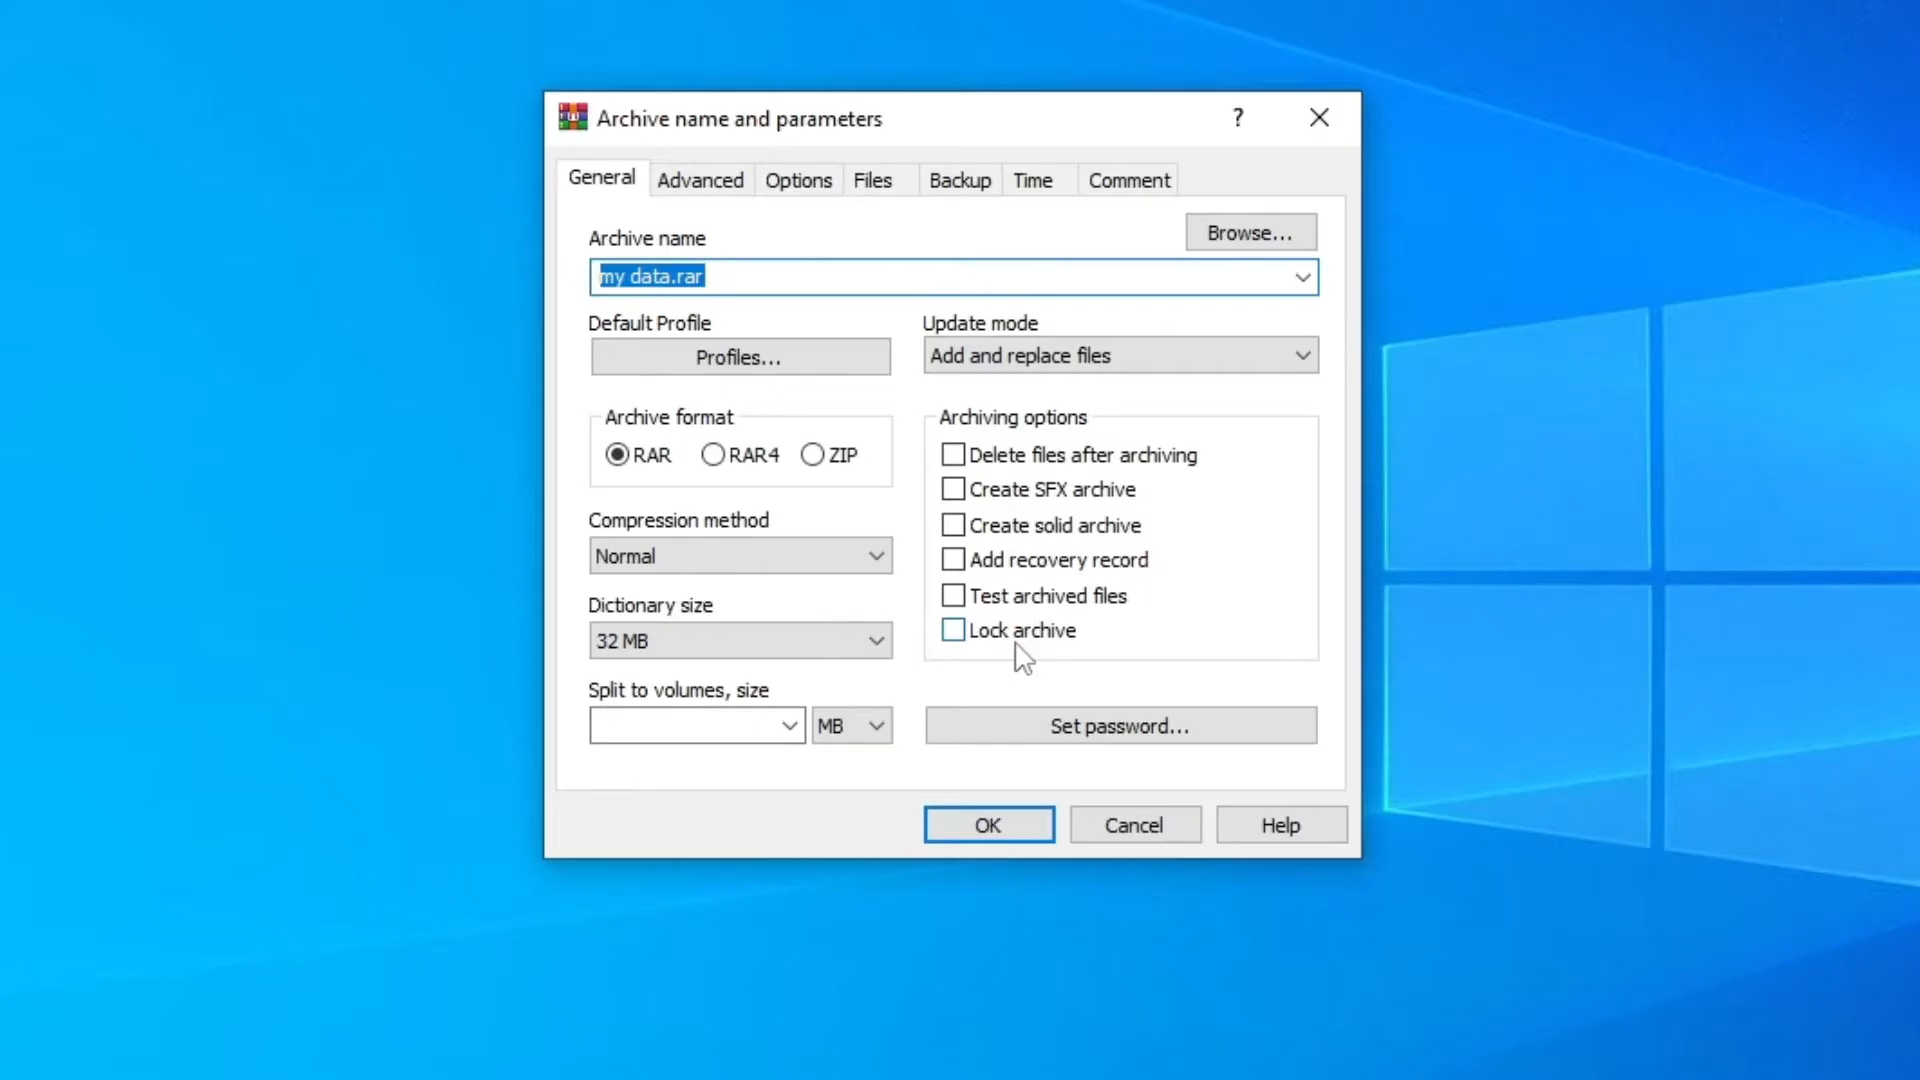 Archive name and parameters
?
General Advanced Options Files Backup Time Comment
Archive name
Browse...
my data.rar
Default Profile
Profiles...
Update mode
Add and replace files
Archive format
RAR RAR4 ZIP
Compression method
Normal
Dictionary size
32 MB
Split to volumes, size
MB
Archiving options
Delete files after archiving
Create SFX archive
Create solid archive
Add recovery record
Test archived files
Lock archive
Set password...
OK Cancel Help